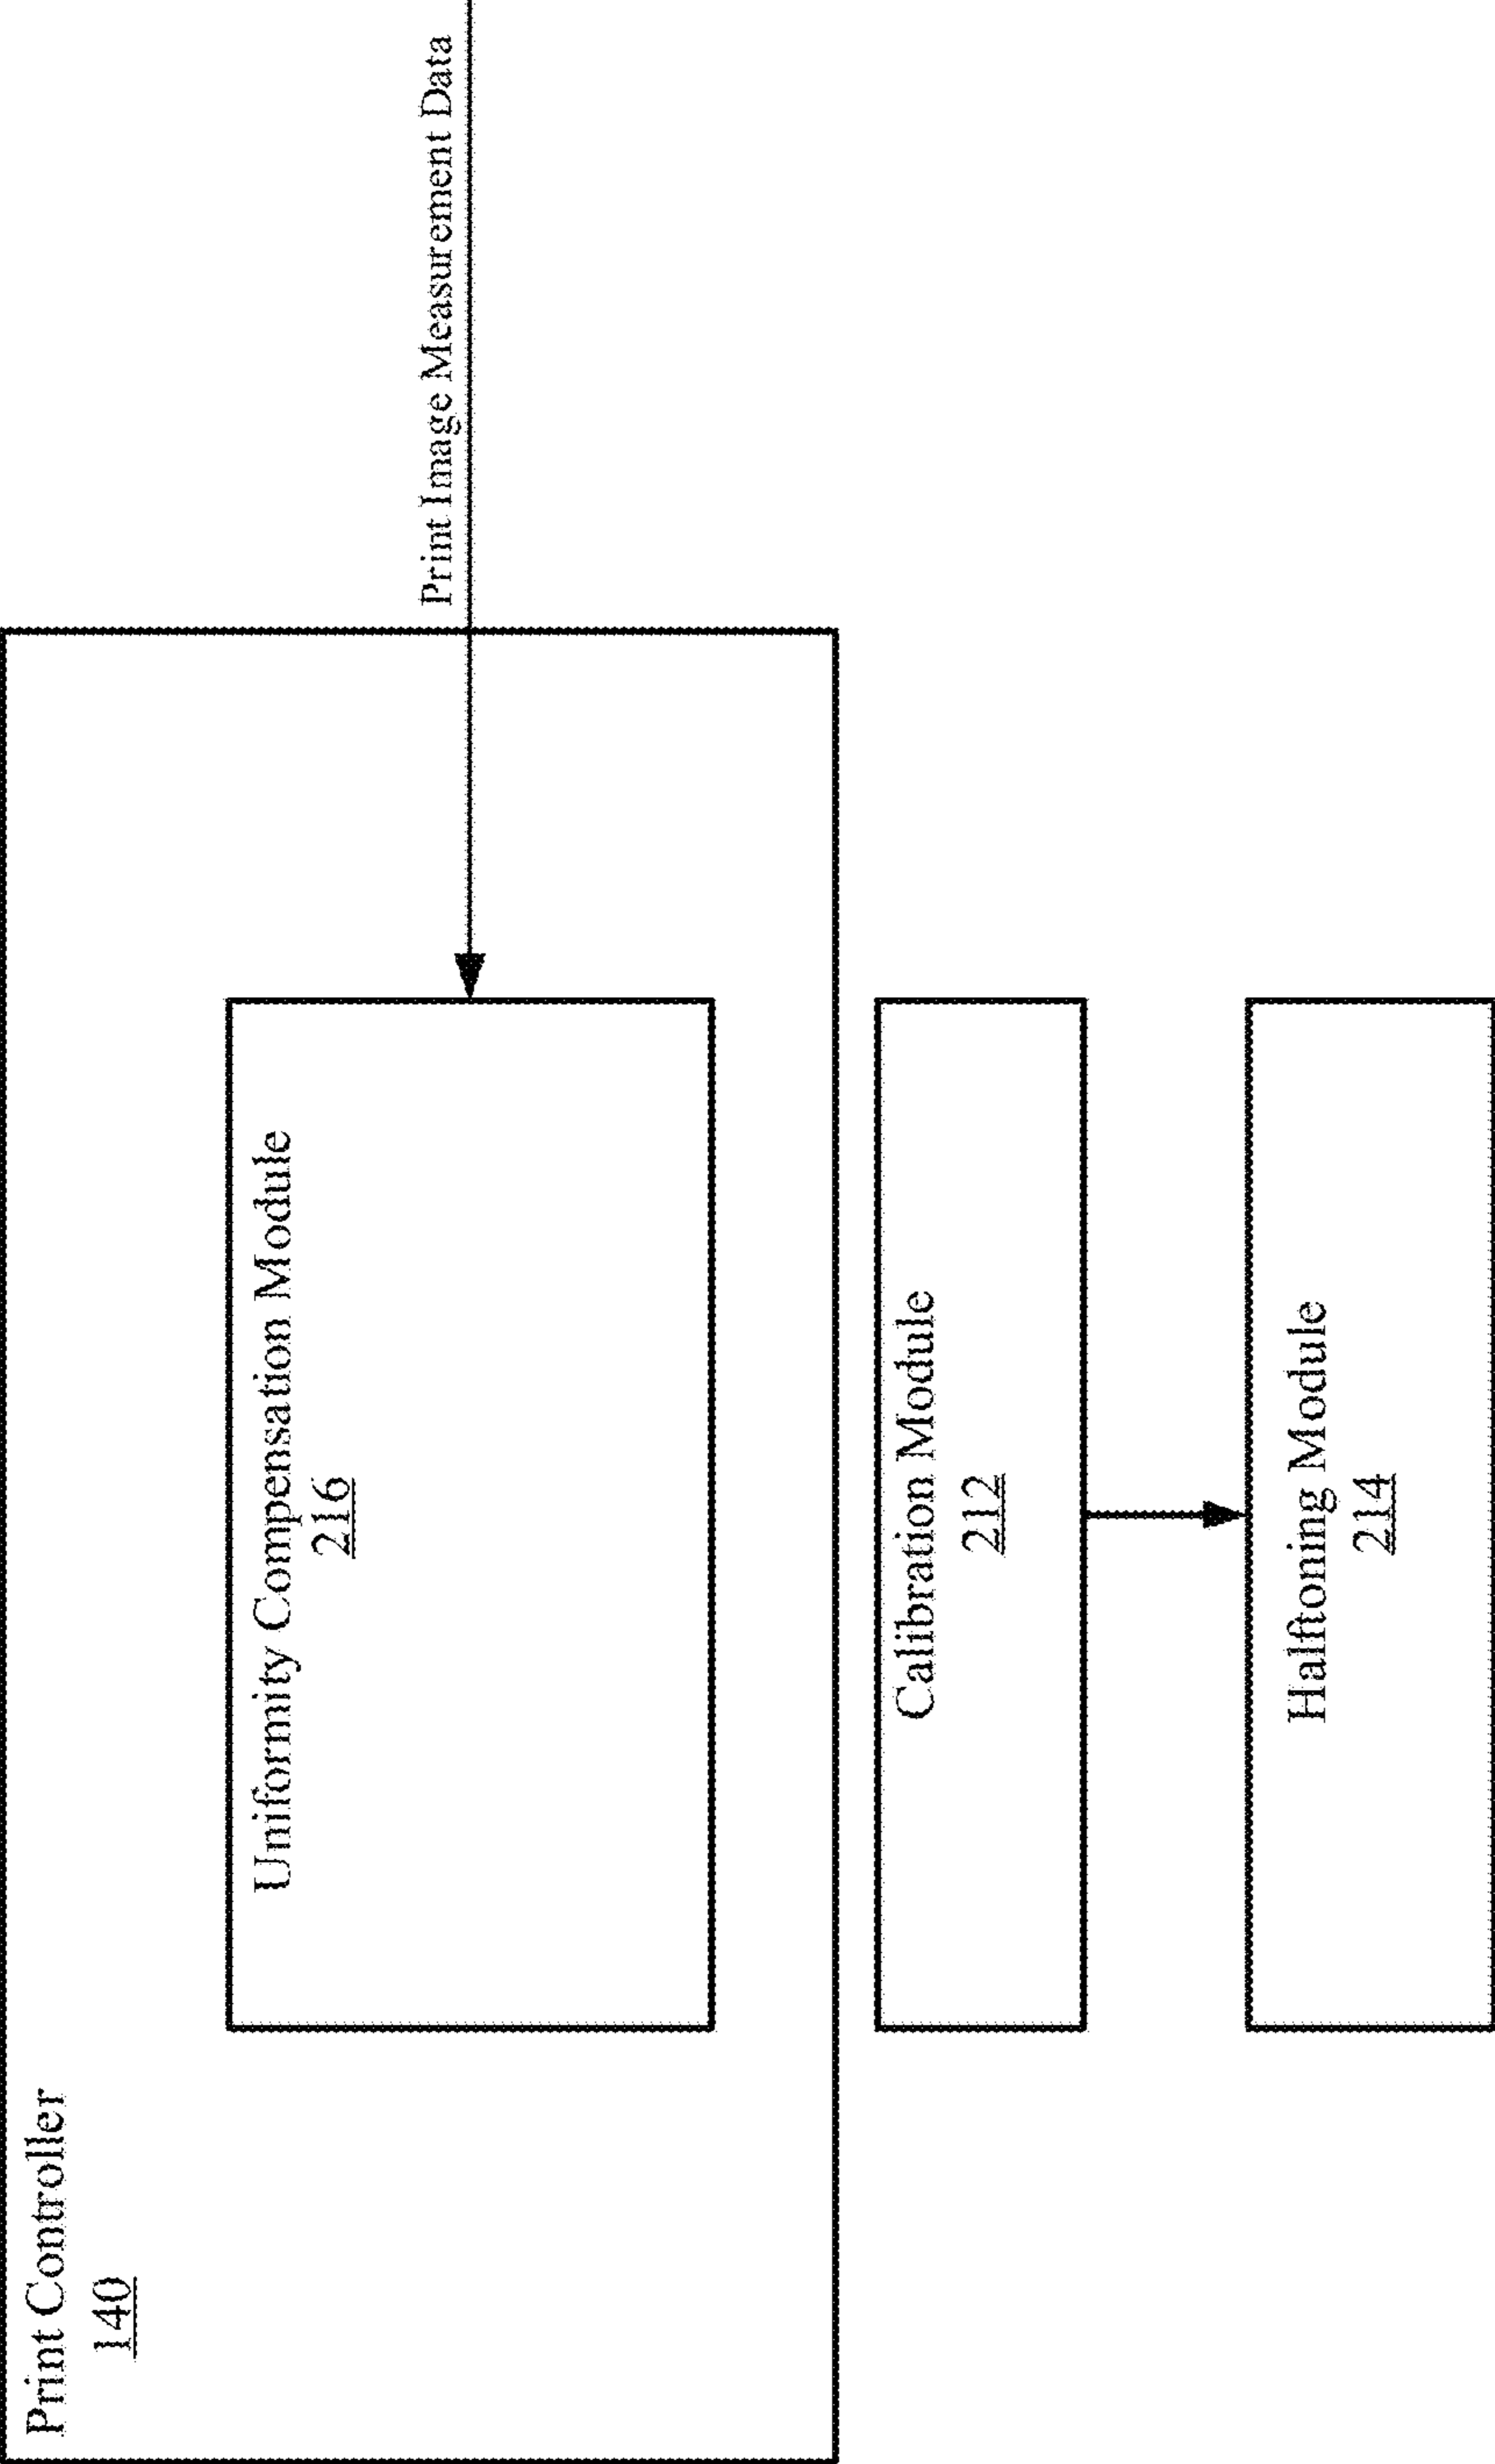 Print Controller
140
Uniformity Compensation Module
216
Print Image Measurement Data
Calibration Module
212
Halftoning Module
214